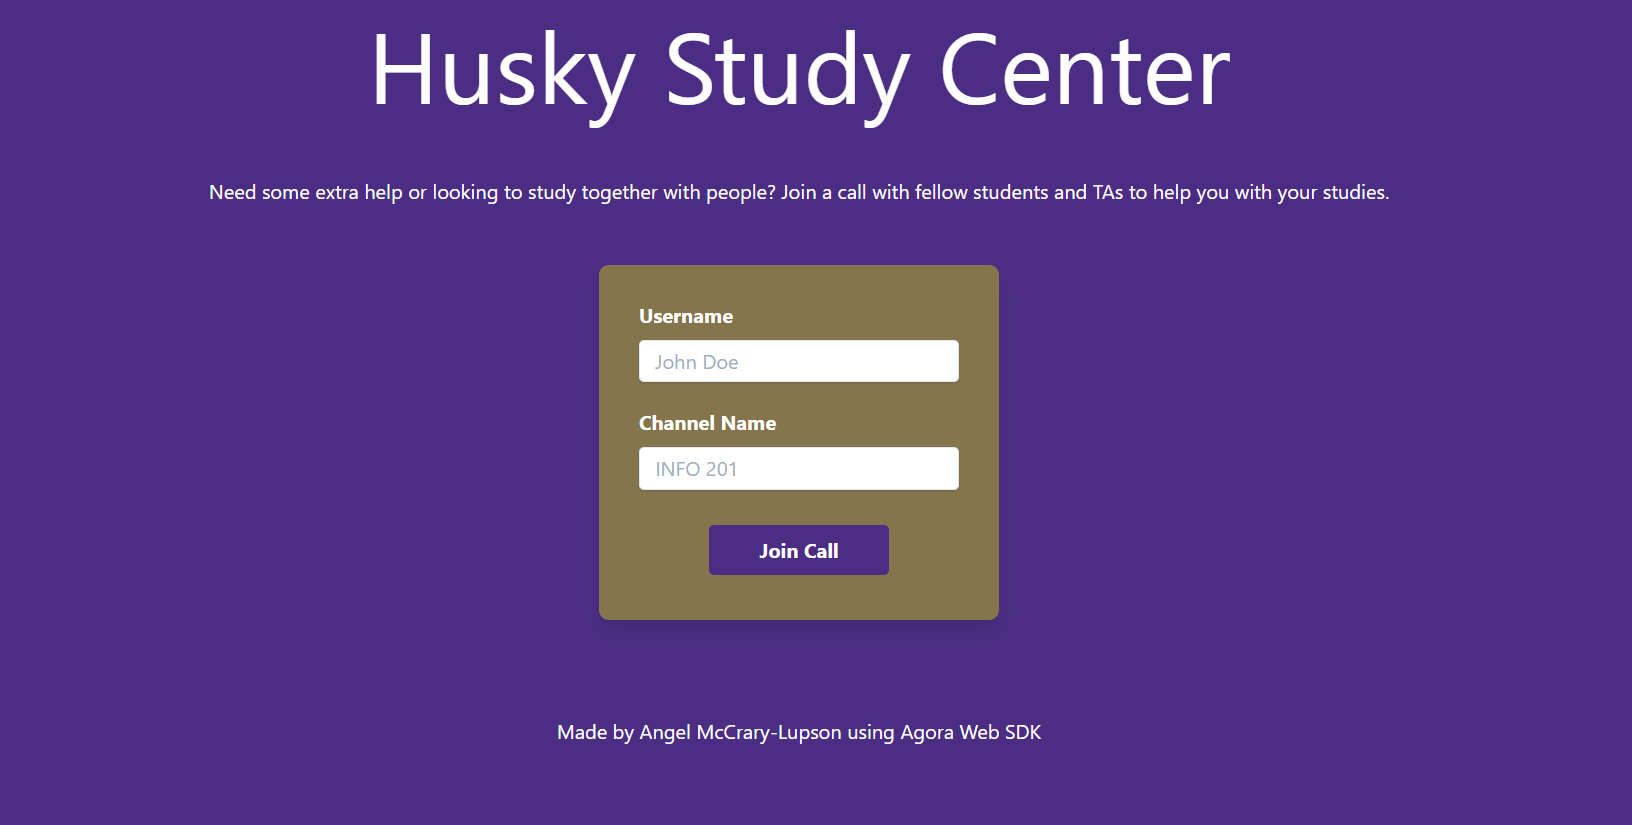 Husky Study Center
Need some extra help or looking to study together with people? Join a call with fellow students and TAs to help you with your studies.
Username
John Doe
Channel Name
INFO 201
Join Call
Made by Angel McCrary-Lupson using Agora Web SDK